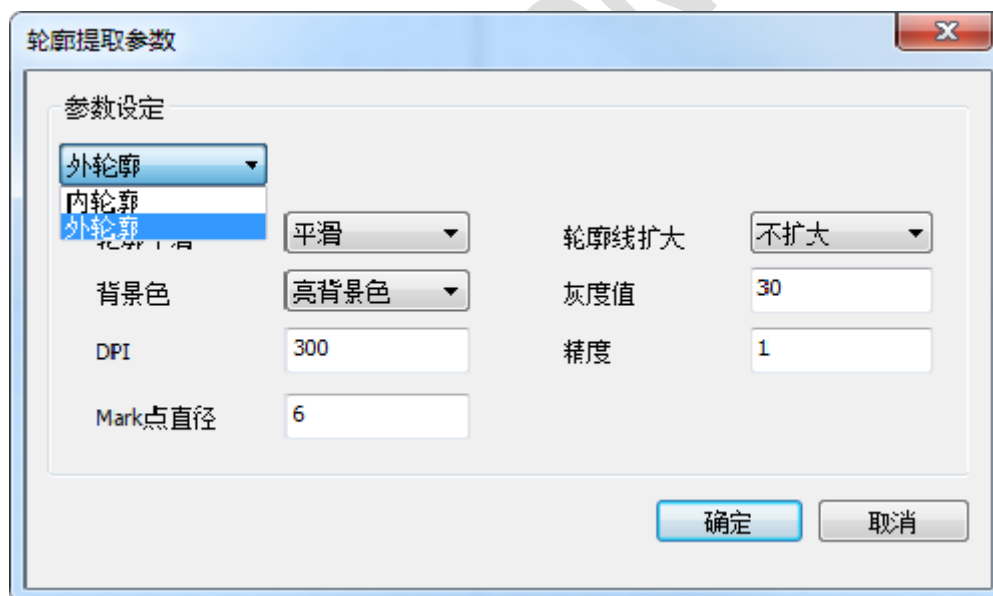 轮廓提取参数
参数设定
外轮廓
内轮廓
外轮廓
平滑 轮廓线扩大 不扩大
背景色 亮背景色 灰度值 30
DPI 300 精度 1
Mark点直径 6
确定 取消